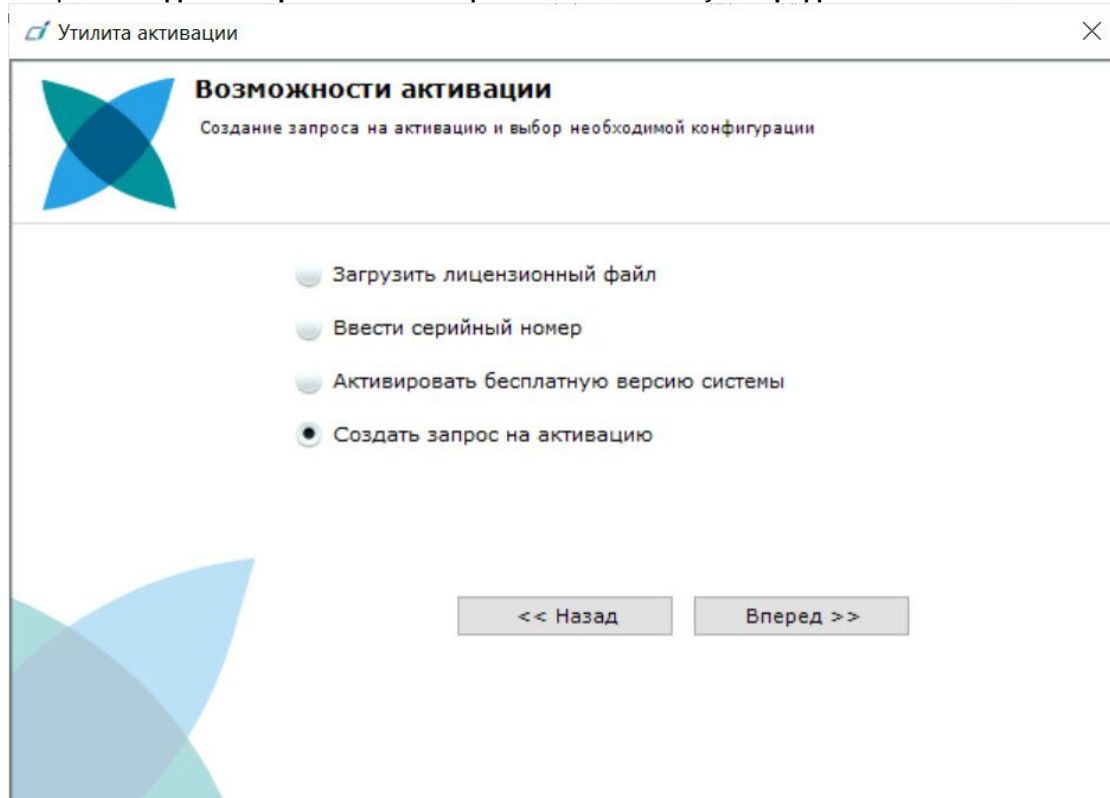 Утилита активации
Возможности активации
Создание запроса на активацию и выбор необходимой конфигурации
Загрузить лицензионный файл
Ввести серийный номер
Активировать бесплатную версию системы
Создать запрос на активацию
<< Назад
Вперед >>